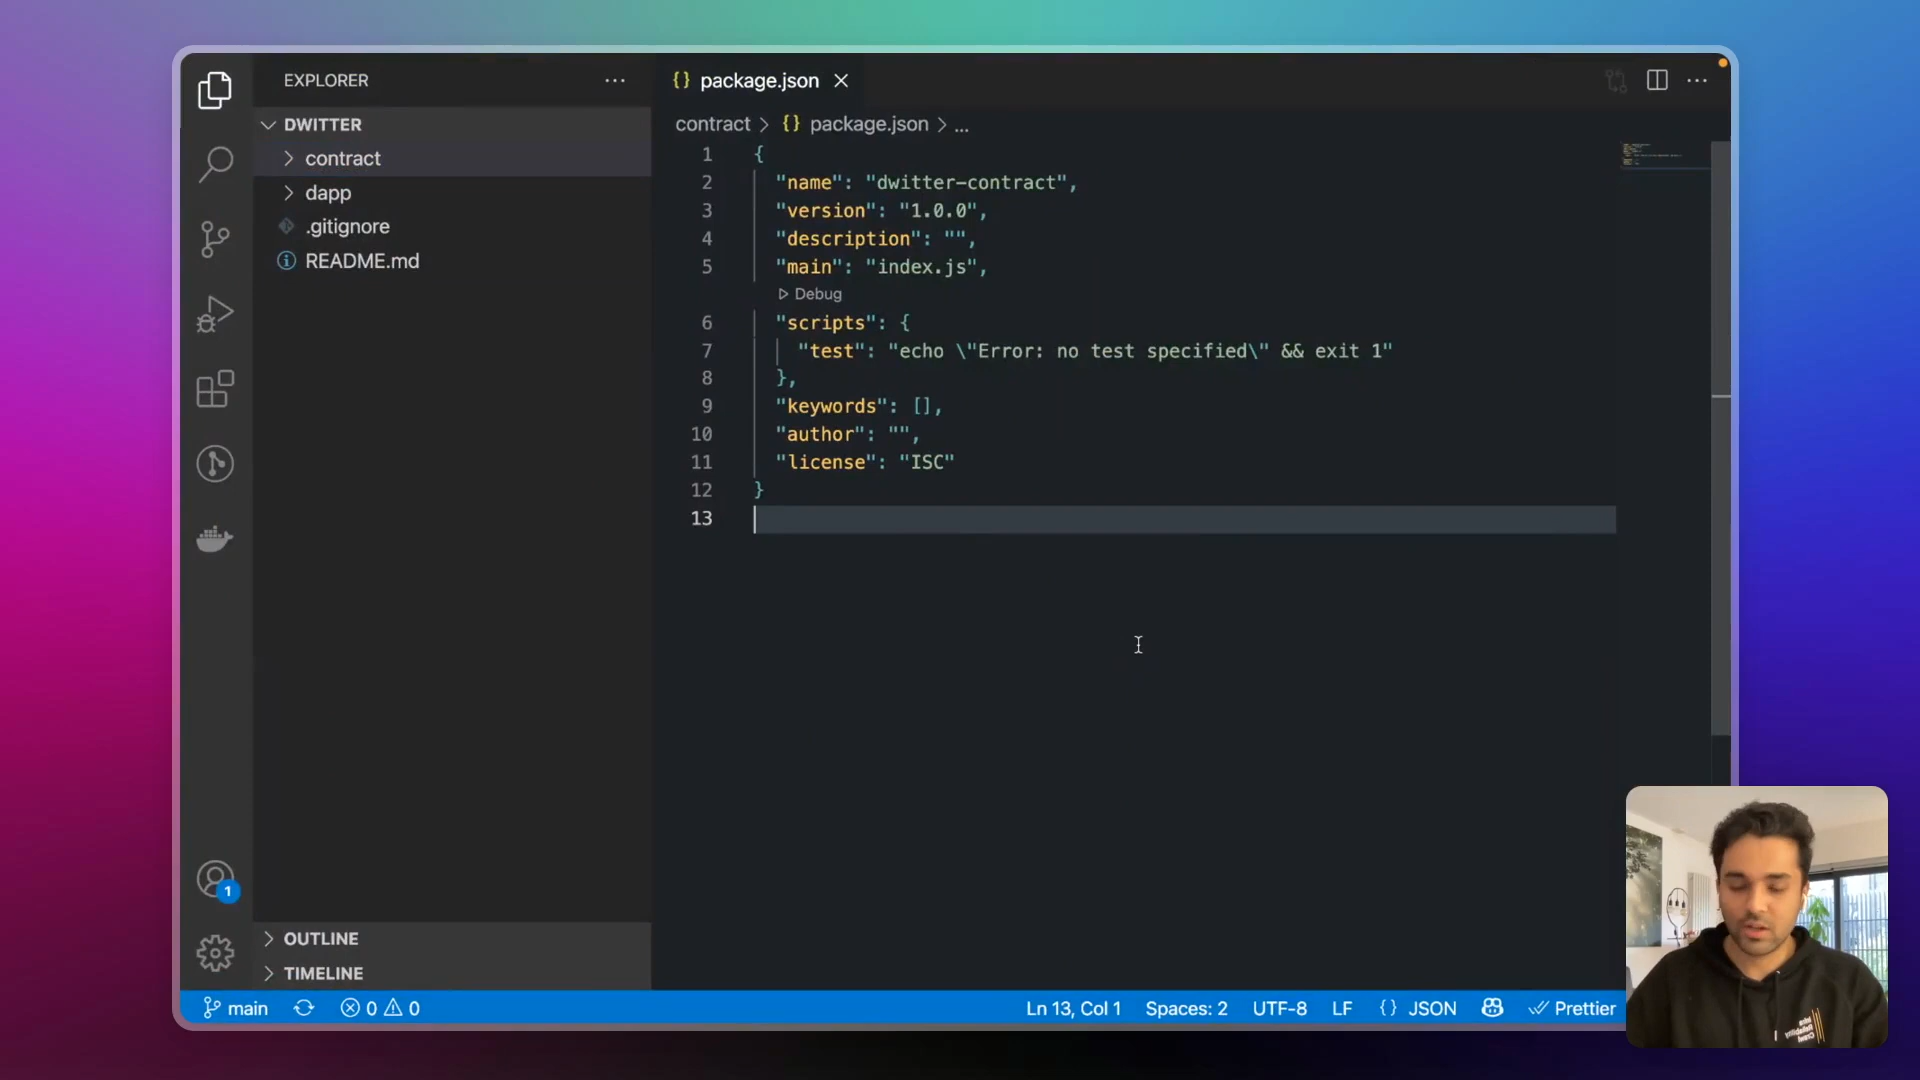 EXPLORER
DWITTER
contract
dapp
.gitignore
README.md
OUTLINE
TIMELINE
1
{} package.json
contract > {} package.json > ...
1 {
2 "name": "dwitter-contract",
3 "version": "1.0.0",
4 "description": "",
5 "main": "index.js",
Debug
6 "scripts": {
7 "test": "echo \"Error: no test specified\" && exit 1"
8 },
9 "keywords": [],
10 "author": "",
11 "license": "ISC"
12 }
13
main 0 0 Ln 13, Col 1 Spaces: 2 UTF-8 LF {} JSON Prettier